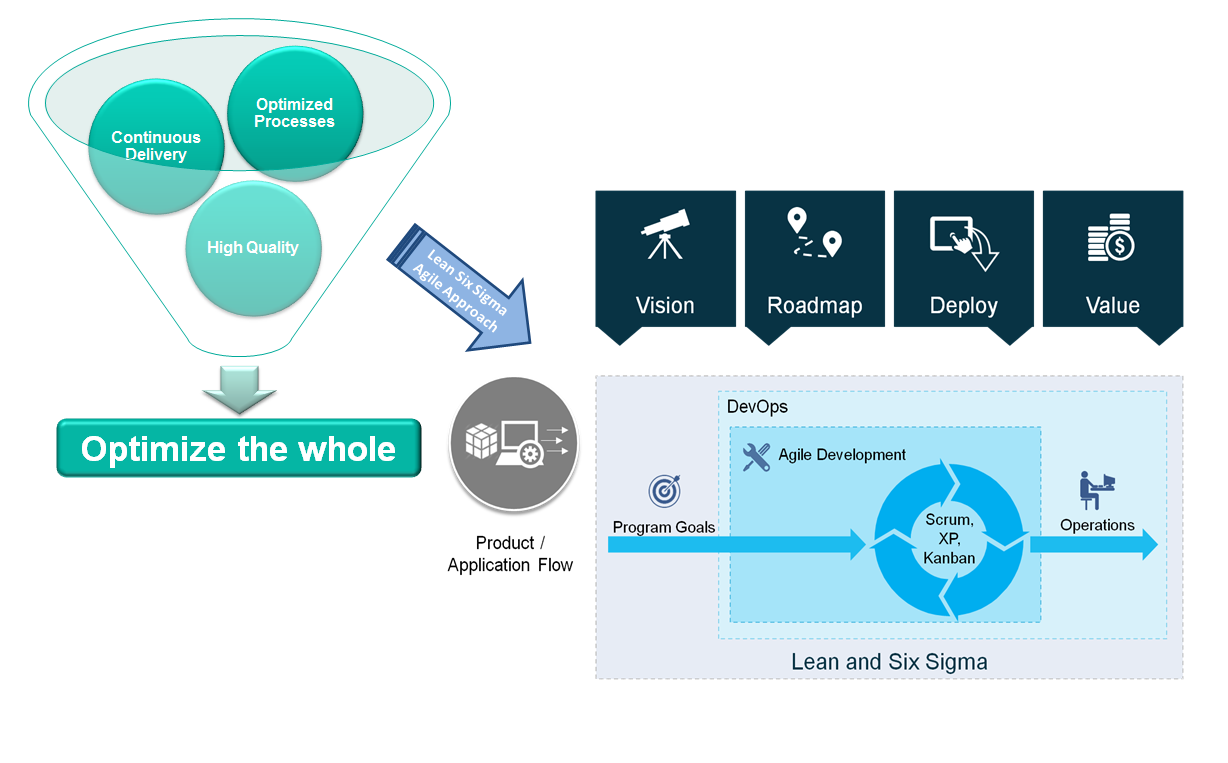 Optimized
Processes
Continuous
Delivery
High Quality
Optimize the whole
Lean Six Sigma
Agile Approach
Product /
Application Flow
Vision
Roadmap
Deploy
$
Value
DevOps
Agile Development
Program Goals
Scrum,
XP,
Kanban
Operations
Lean and Six Sigma